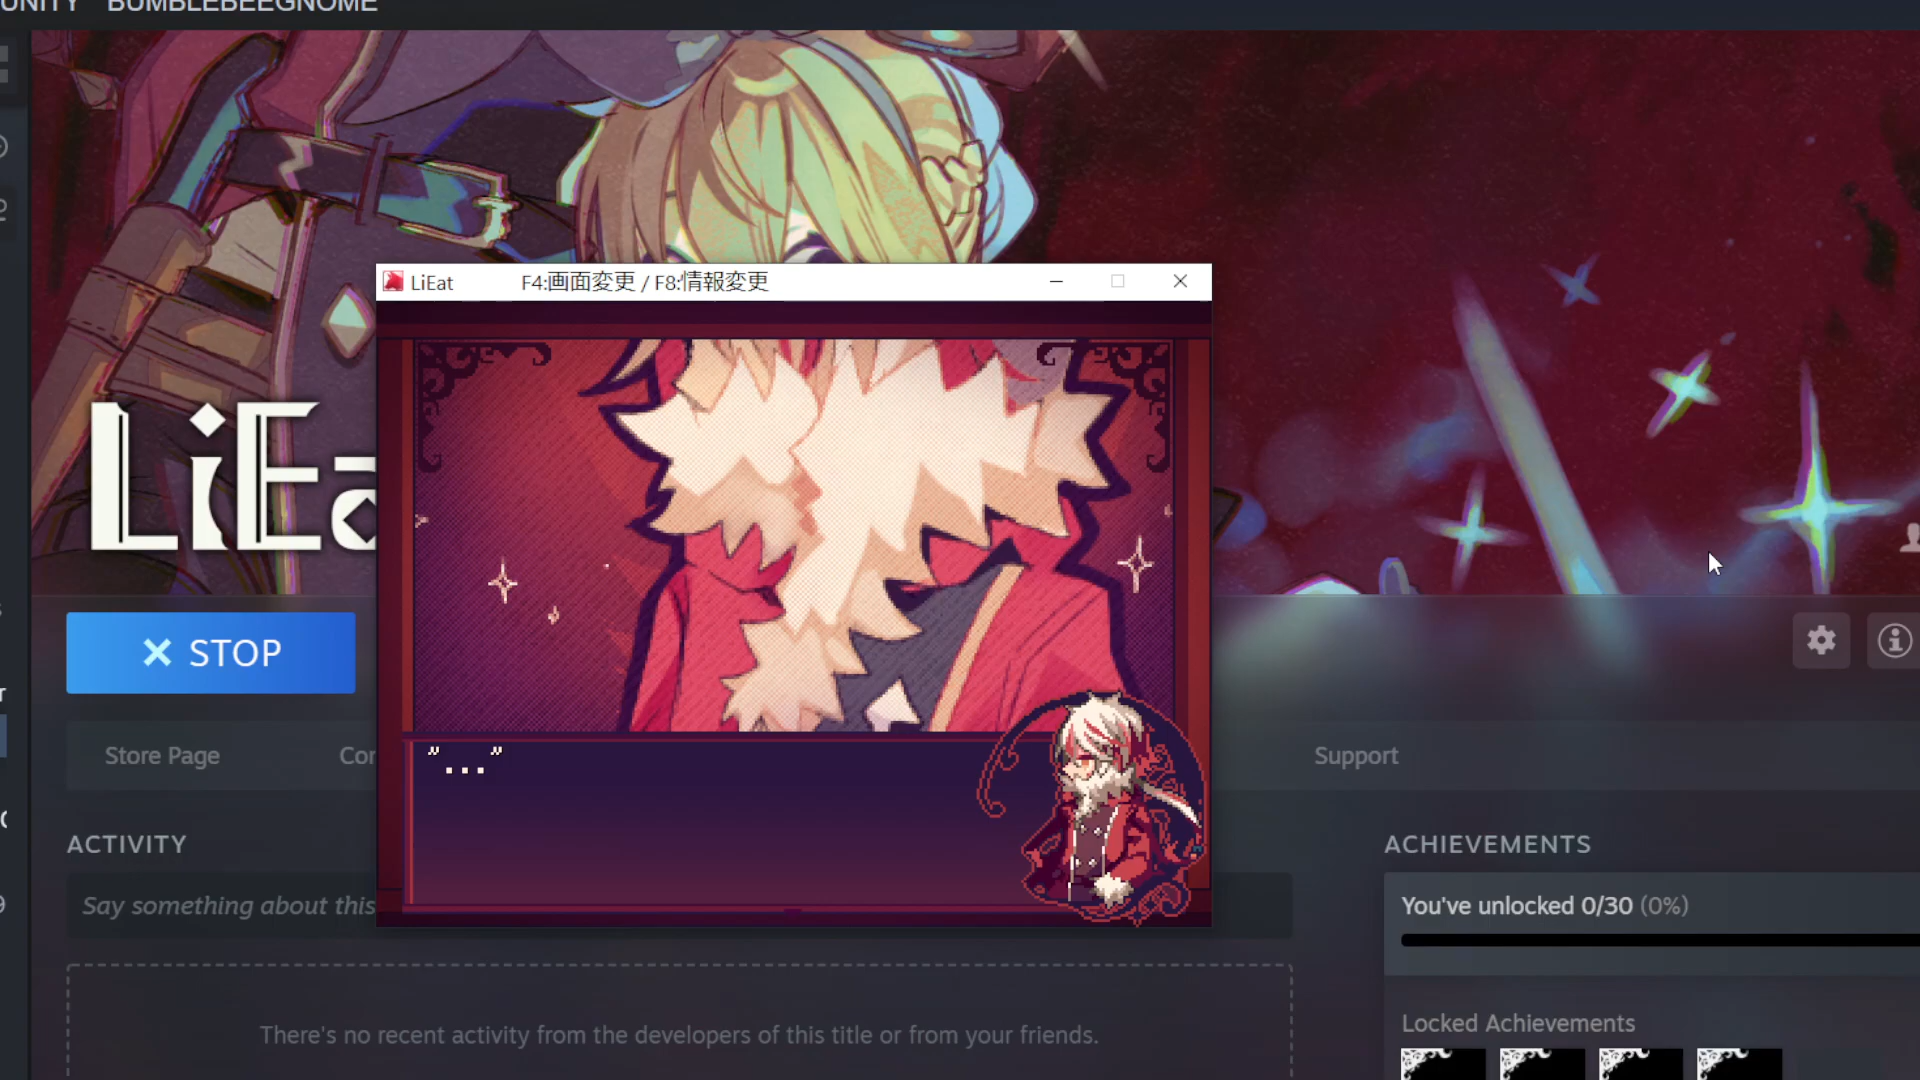 BUMBLEBEEGNOME
LiEat F4:画面変更 / F8:情報変更
LiEa
STOP
"..."
Store Page
Support
ACTIVITY
ACHIEVEMENTS
Say something about this
You've unlocked 0/30 (0%)
There's no recent activity from the developers of this title or from your friends.
Locked Achievements